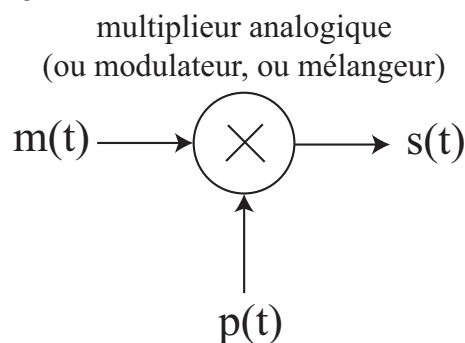 multiplieur analogique
(ou modulateur, ou mélangeur)
m(t)
s(t)
p(t)